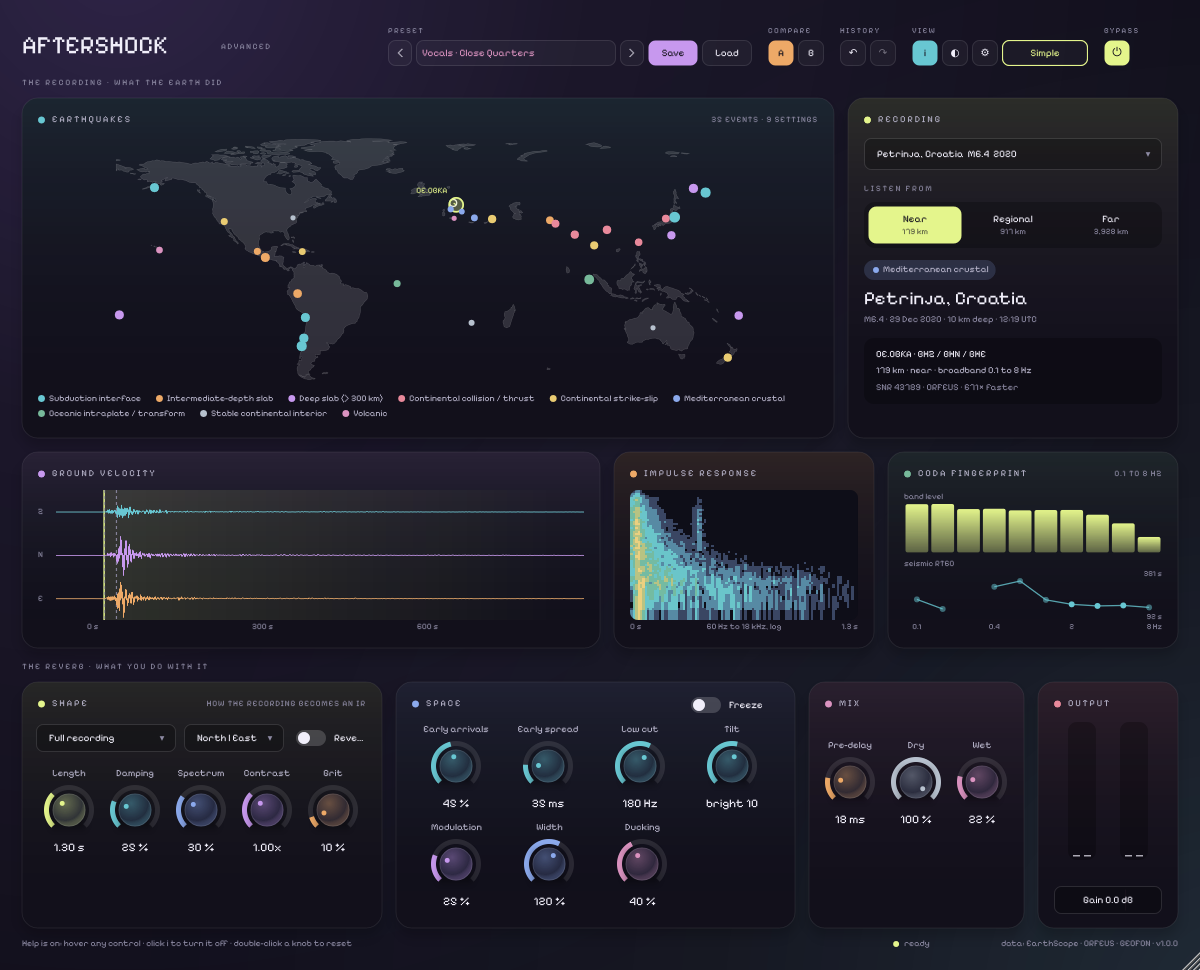 AFTERSHOCK
ADVANCED
PRESET
Vocals · Close Quarters
Save
Load
COMPARE
A
B
HISTORY
VIEW
i
Simple
BYPASS
THE RECORDING · WHAT THE EARTH DID
EARTHQUAKES
35 EVENTS · 9 SETTINGS
OE.OBKA
Subduction interface
Intermediate-depth slab
Deep slab (> 300 km)
Continental collision / thrust
Continental strike-slip
Mediterranean crustal
Oceanic intraplate / transform
Stable continental interior
Volcanic
RECORDING
Petrinja, Croatia M6.4 2020
LISTEN FROM
Near
179 km
Regional
917 km
Far
3,928 km
Mediterranean crustal
Petrinja, Croatia
M6.4 · 29 Dec 2020 · 10 km deep · 12:19 UTC
OE.OBKA · BHZ / BHN / BHE
179 km · near · broadband 0.1 to 8 Hz
SNR 43789 · ORFEUS · 671× faster
GROUND VELOCITY
Z
N
E
0 s
300 s
600 s
IMPULSE RESPONSE
0 s
60 Hz to 18 kHz, log
1.3 s
CODA FINGERPRINT
0.1 TO 8 HZ
band level
seismic RT60
381 s
92 s
0.1
0.4
2
8 Hz
THE REVERB · WHAT YOU DO WITH IT
SHAPE
HOW THE RECORDING BECOMES AN IR
Full recording
North | East
Reve...
Length
Damping
Spectrum
Contrast
Grit
1.30 s
25 %
30 %
1.00x
10 %
SPACE
Freeze
Early arrivals
Early spread
Low cut
Tilt
45 %
35 ms
180 Hz
bright 10
Modulation
Width
Ducking
25 %
120 %
40 %
MIX
Pre-delay
Dry
Wet
18 ms
100 %
22 %
OUTPUT
Gain 0.0 dB
Help is on: hover any control · click i to turn it off · double-click a knob to reset
ready
data: EarthScope · ORFEUS · GEOFON · v1.0.0